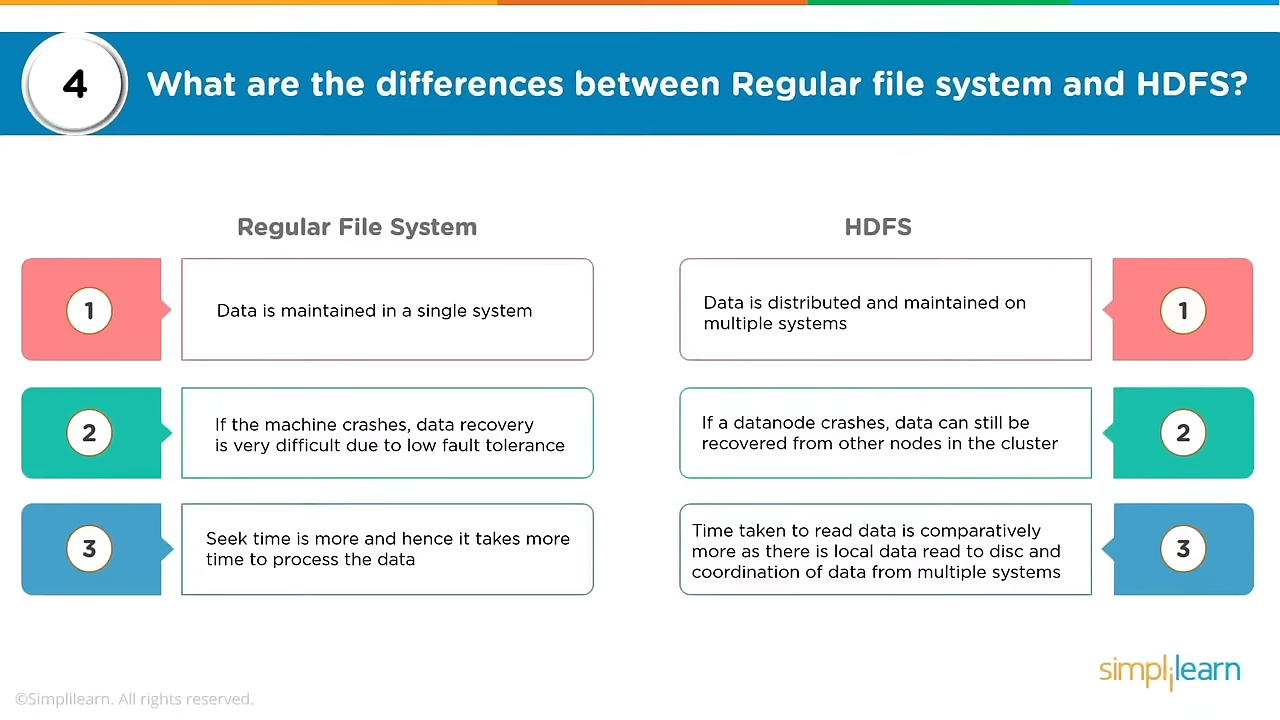 4
What are the differences between Regular file system and HDFS?
Regular File System
HDFS
1
Data is maintained in a single system
Data is distributed and maintained on
multiple systems
1
2
If the machine crashes, data recovery
is very difficult due to low fault tolerance
If a datanode crashes, data can still be
recovered from other nodes in the cluster
2
3
Seek time is more and hence it takes more
time to process the data
Time taken to read data is comparatively
more as there is local data read to disc and
coordination of data from multiple systems
3
simplilearn
©Simplilearn. All rights reserved.